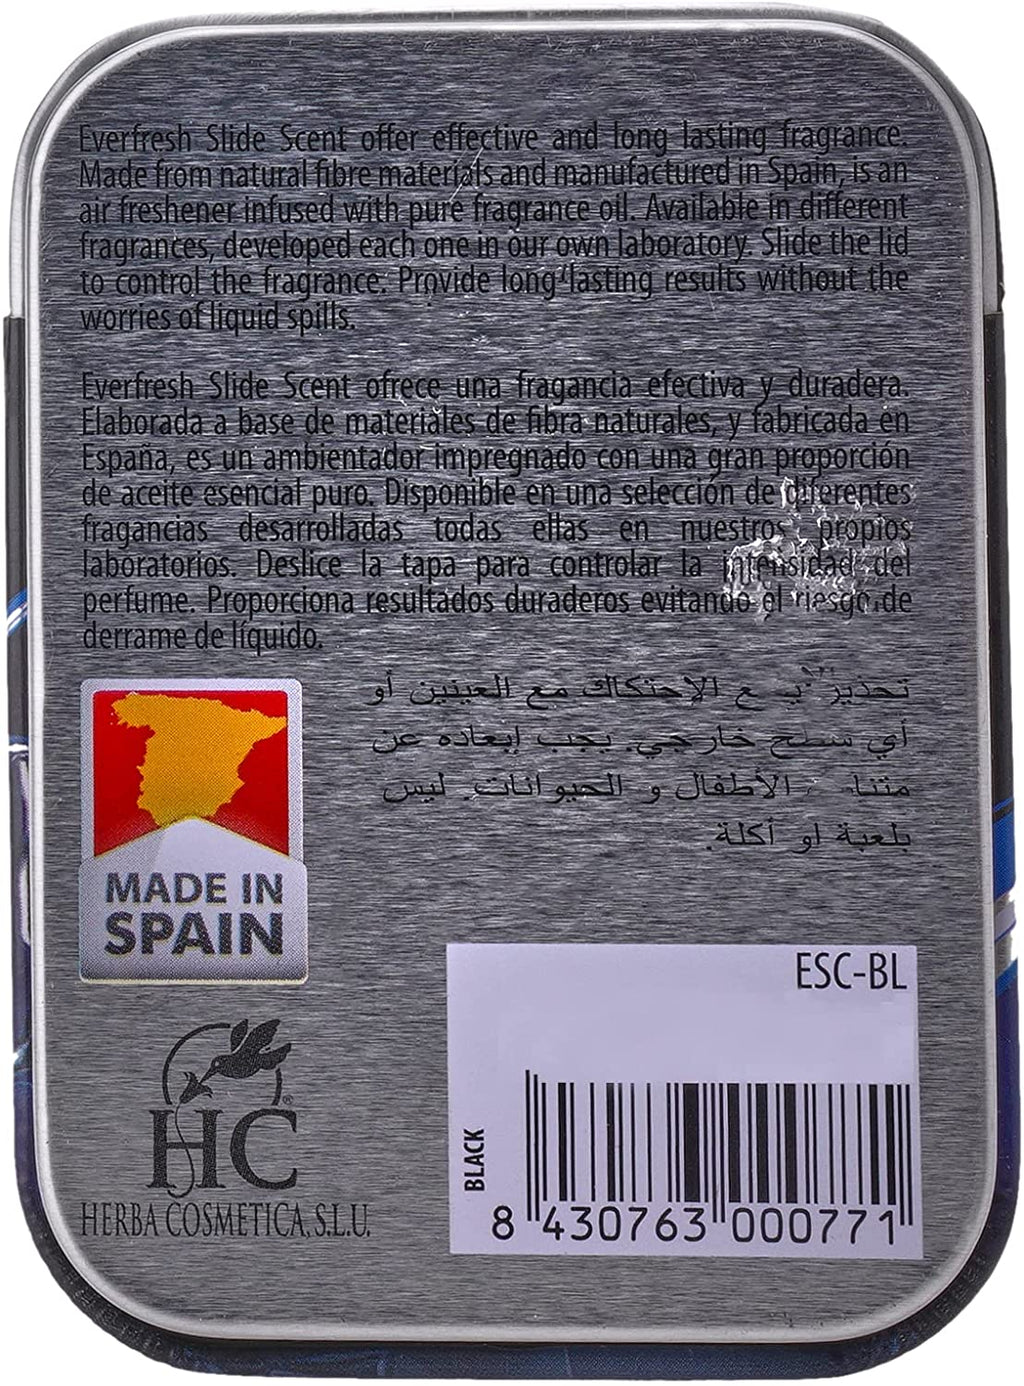 Everfresh Slide Scent offer effective and long lasting fragrance.
Made from natural fibre materials and manufactured in Spain, is an
air freshener infused with pure fragrance oil. Available in different
fragrances, developed each one in our own laboratory. Slide the lid
to control the fragrance. Provide long lasting results without the
worries of liquid spills.
Everfresh Slide Scent ofrece una fragancia efectiva y duradera.
Elaborada a base de materiales de fibra naturales, y fabricada en
España, es un ambientador impregnado con una gran proporción
de aceite esencial puro. Disponible en una selección de diferentes
fragancias desarrolladas todas ellas en nuestros propios
laboratorios. Deslice la tapa para controlar la intensidad del
perfume. Proporciona resultados duraderos evitando el riesgo de
derrame de líquido.
تحذير الإحتكاك مع العينين أو
أي سطح خارجي. يجب إبعاده عن
الأطفال و الحيوانات. ليس
بلعبة او أكلة.
MADE IN
SPAIN
HC®
HERBA COSMETICA, S.L.U.
ESC-BL
BLACK
8 430763 000771